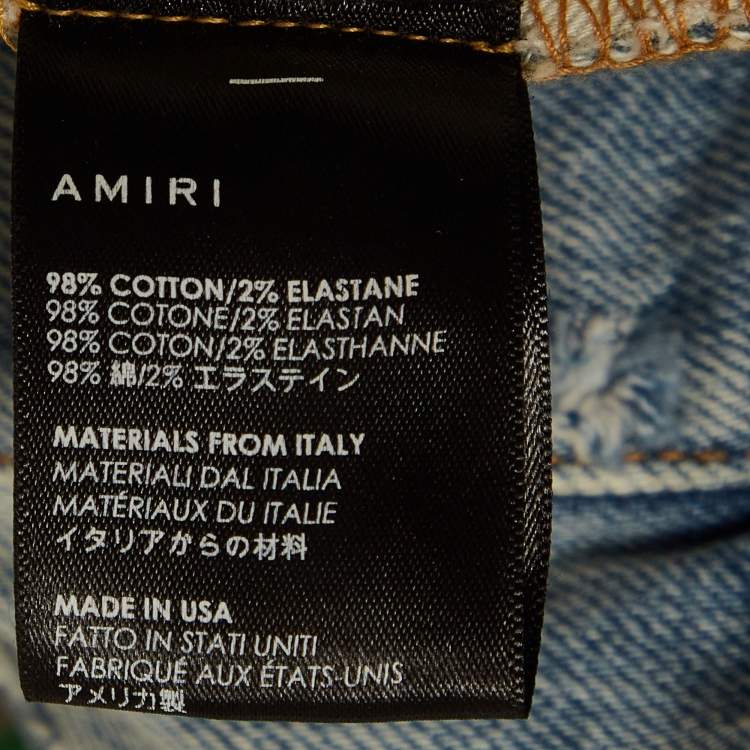 AMIRI
98% COTTON/2% ELASTANE
98% COTONE/2% ELASTAN
98% COTON/2% ELASTHANNE
98% 綿/2% エラステイン
MATERIALS FROM ITALY
MATERIALI DAL ITALIA
MATÉRIAUX DU ITALIE
イタリアからの材料
MADE IN USA
FATTO IN STATI UNITI
FABRIQUÉ AUX ÉTATS-UNIS
アメリカ製